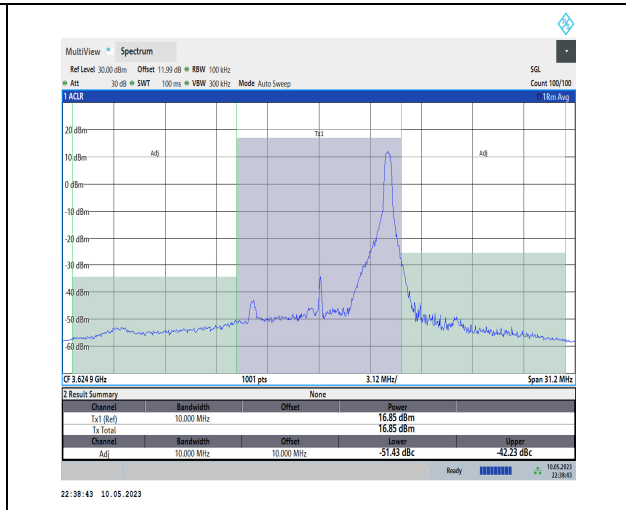 MultiView Spectrum
Ref Level 30.00 dBm Offset 11.99 dB RBW 100 kHz SGL
Att 30 dB SWT 100 ms VBW 300 kHz Mode Auto Sweep Count 100/100
1 ACLR 1Rm Avg
Tx1
20 dBm
Adj Adj
10 dBm
0 dBm
-10 dBm
-20 dBm
-30 dBm
-40 dBm
-50 dBm
-60 dBm
CF 3.624 9 GHz 1001 pts 3.12 MHz/ Span 31.2 MHz
2 Result Summary None
Channel Bandwidth Offset Power
Tx1 (Ref) 10.000 MHz 16.85 dBm
Tx Total 16.85 dBm
Channel Bandwidth Offset Lower Upper
Adj 10.000 MHz 10.000 MHz -51.43 dBc -42.23 dBc
Ready 10.05.2023
22:38:43
22:38:43 10.05.2023